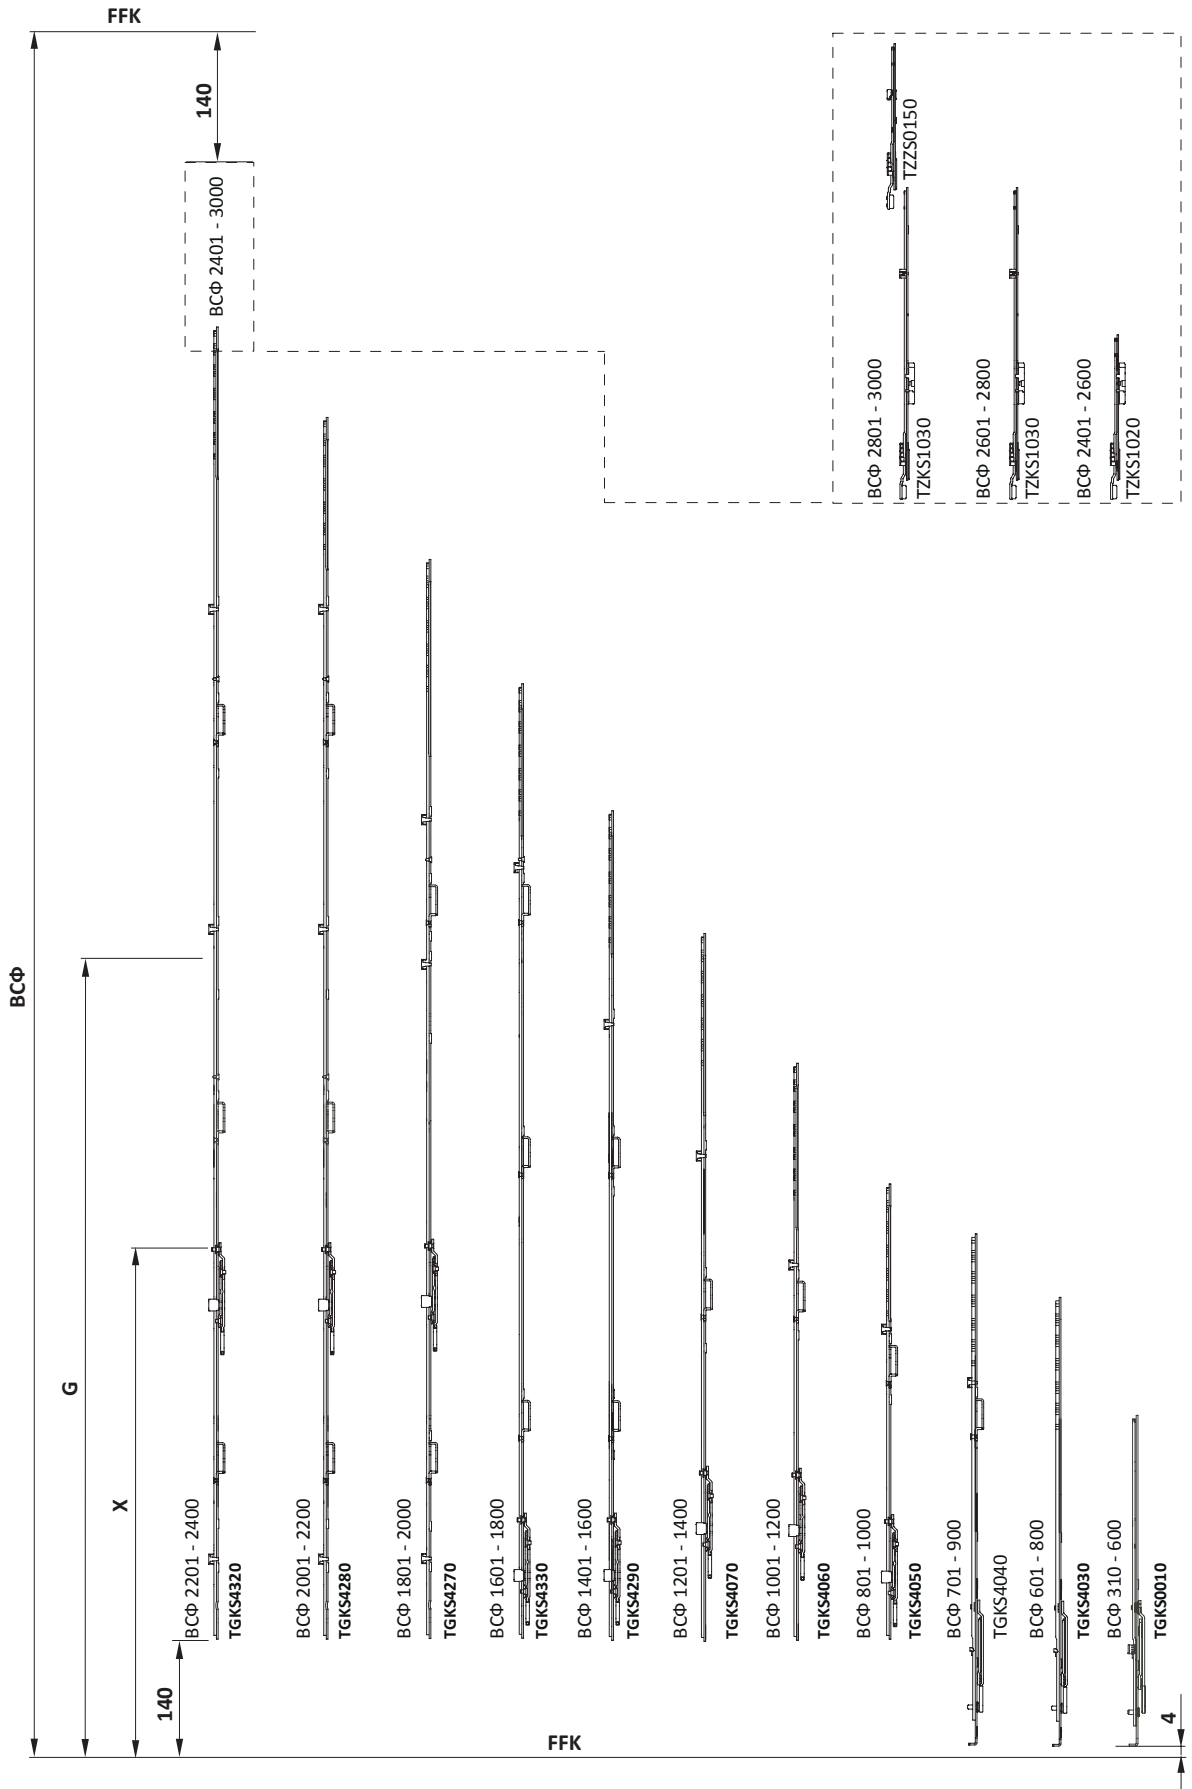 FFK
140
ВСФ 2401 - 3000
TZZS0150
ВСФ 2801 - 3000
TZKS1030
ВСФ 2601 - 2800
TZKS1030
ВСФ 2401 - 2600
TZKS1020
ВСФ
G
X
ВСФ 2201 - 2400
TGKS4320
ВСФ 2001 - 2200
TGKS4280
ВСФ 1801 - 2000
TGKS4270
ВСФ 1601 - 1800
TGKS4330
ВСФ 1401 - 1600
TGKS4290
ВСФ 1201 - 1400
TGKS4070
ВСФ 1001 - 1200
TGKS4060
ВСФ 801 - 1000
TGKS4050
ВСФ 701 - 900
TGKS4040
ВСФ 601 - 800
TGKS4030
ВСФ 310 - 600
TGKS0010
140
FFK
4